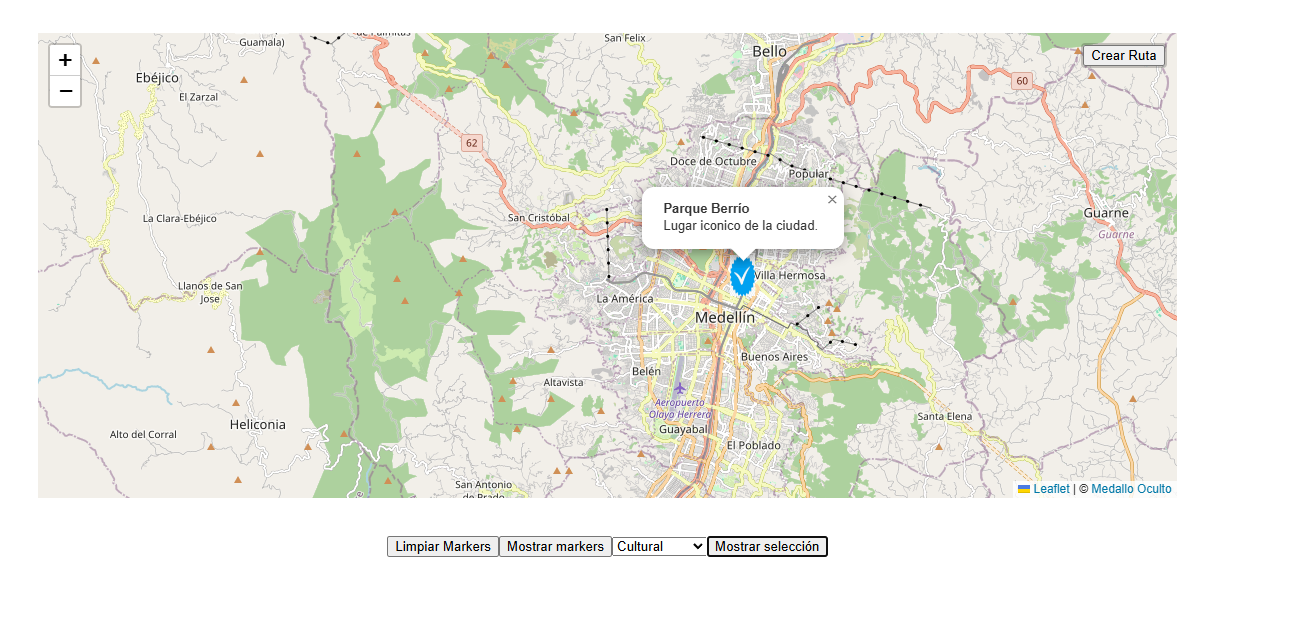 +
−
Crear Ruta
de Palmitas
Guamala)
San Felix
Bello
Ebéjico
El Zarzal
60
62
Doce de Octubre
Popular
Parque Berrío
×
Lugar iconico de la ciudad.
La Clara-Ebéjico
San Cristóbal
Guarne
Guarne
Villa Hermosa
Llanos de San
Jose
La América
Medellín
Buenos Aires
Belén
Altavista
Aeropuerto
Olaya Herrera
Santa Elena
Heliconia
Alto del Corral
Guayabal
El Poblado
San Antonio
de Prado
Leaflet | © Medallo Oculto
Limpiar Markers Mostrar markers Cultural Mostrar selección